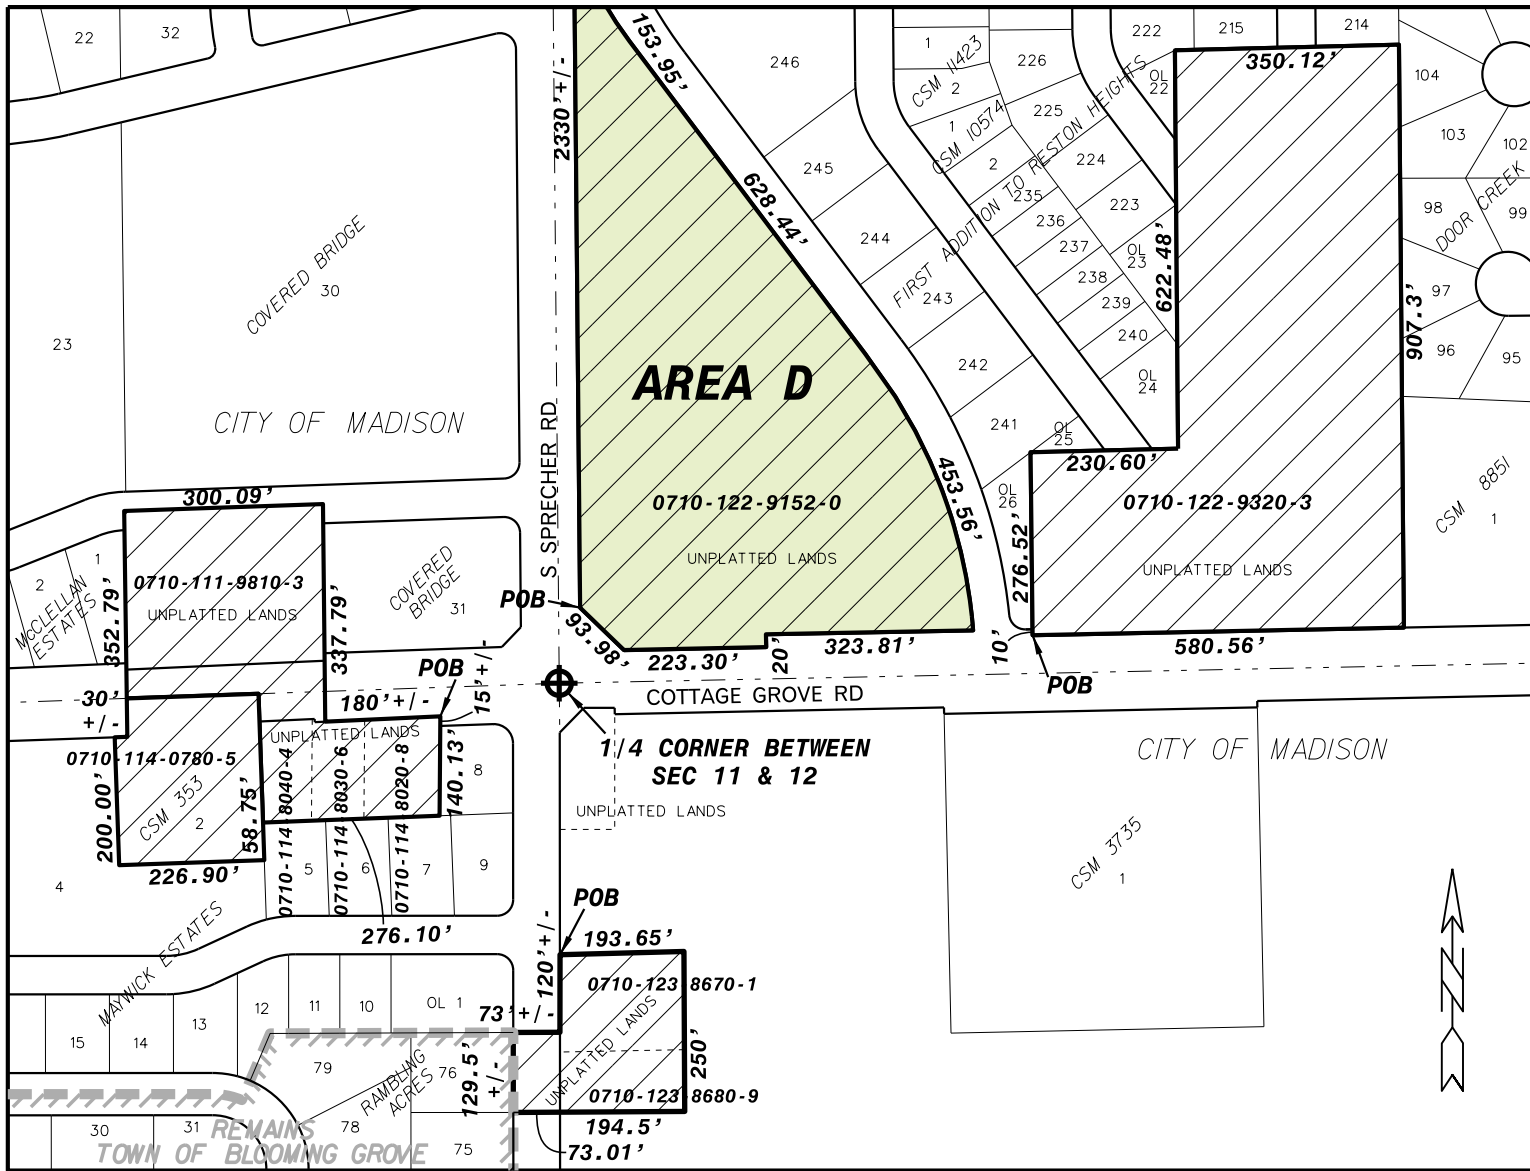 22
32
153.95'
2330'+/-
246
1
CSM 11423
2
1
CSM 10574
2
226
225
224
223
222
215
214
OL
22
350.12'
104
103
102
98
99
DOOR CREEK
97
96
95
245
244
243
242
241
628.44'
FIRST ADDITION TO RESTON HEIGHTS
235
236
237
238
239
240
OL
23
OL
24
OL
25
OL
26
622.48'
907.3'
COVERED BRIDGE
30
23
CITY OF MADISON
AREA D
S SPRECHER RD
453.56'
230.60'
0710-122-9152-0
UNPLATTED LANDS
0710-122-9320-3
UNPLATTED LANDS
276.52'
CSM 8851
1
300.09'
2
1
McCLELLAN
ESTATES
352.79'
0710-111-9810-3
UNPLATTED LANDS
337.79'
COVERED
BRIDGE
31
POB
93.98'
223.30'
20'
323.81'
10'
580.56'
POB
COTTAGE GROVE RD
30'
+/-
180'+/-
POB
15'+/-
UNPLATTED LANDS
0710-114-0780-5
CSM 353
2
200.00'
58.75'
226.90'
0710-114-8040-4
0710-114-8030-6
0710-114-8020-8
140.13'
8
5
6
7
9
4
276.10'
1/4 CORNER BETWEEN
SEC 11 & 12
UNPLATTED LANDS
CITY OF MADISON
CSM 3735
1
MAYWICK ESTATES
15
14
13
12
11
10
OL 1
POB
193.65'
120'+/-
73'+/-
0710-123-8670-1
UNPLATTED LANDS
250'
0710-123-8680-9
129.5'
+/-
194.5'
73.01'
79
RAMBLING
ACRES
76
78
75
30
31
REMAINS
TOWN OF BLOOMING GROVE
N